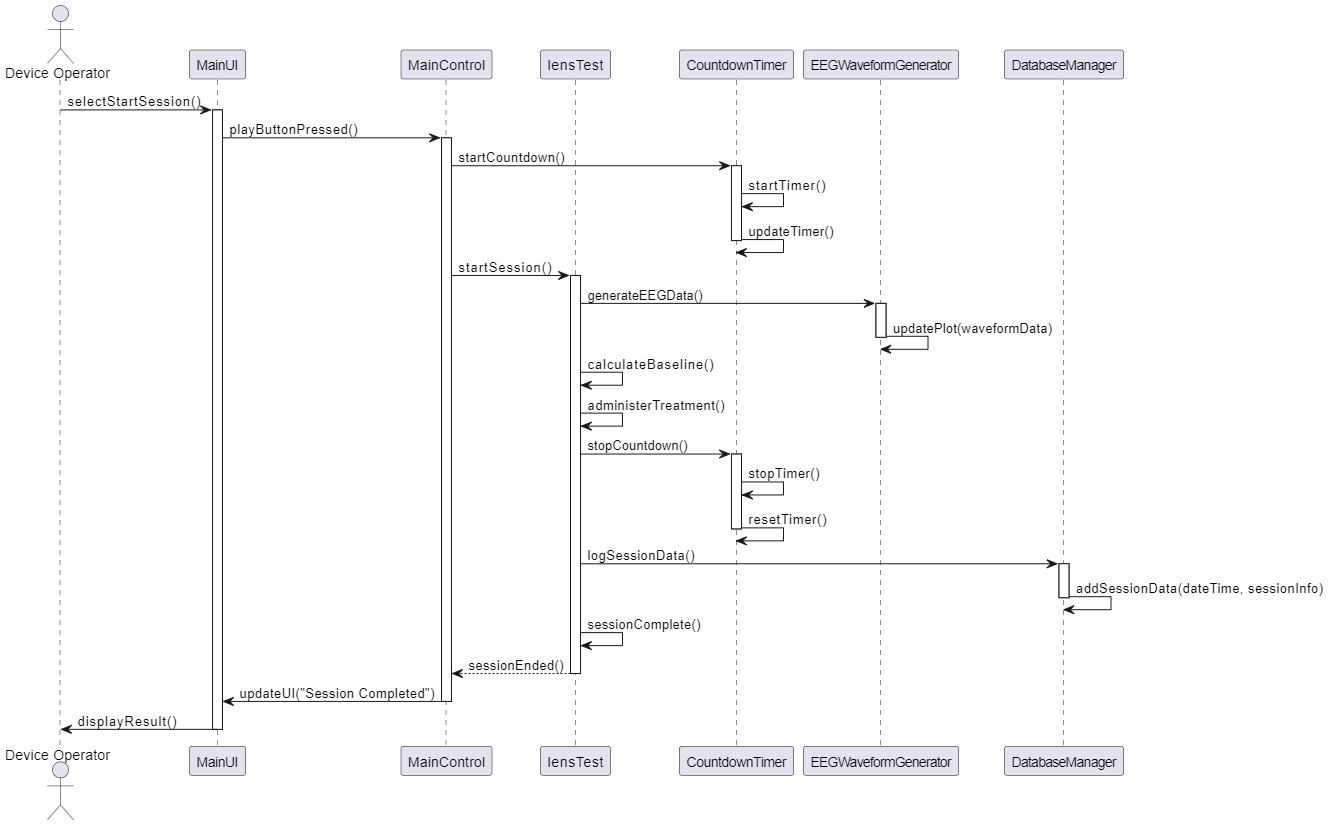 Device Operator
MainUI
MainControl
lensTest
CountdownTimer
EEGWaveformGenerator
DatabaseManager
selectStartSession()
playButtonPressed()
startCountdown()
startTimer()
updateTimer()
startSession()
generateEEGData()
updatePlot(waveformData)
calculateBaseline()
administerTreatment()
stopCountdown()
stopTimer()
resetTimer()
logSessionData()
addSessionData(dateTime, sessionInfo)
sessionComplete()
sessionEnded()
updateUI("Session Completed")
displayResult()
Device Operator
MainUI
MainControl
lensTest
CountdownTimer
EEGWaveformGenerator
DatabaseManager